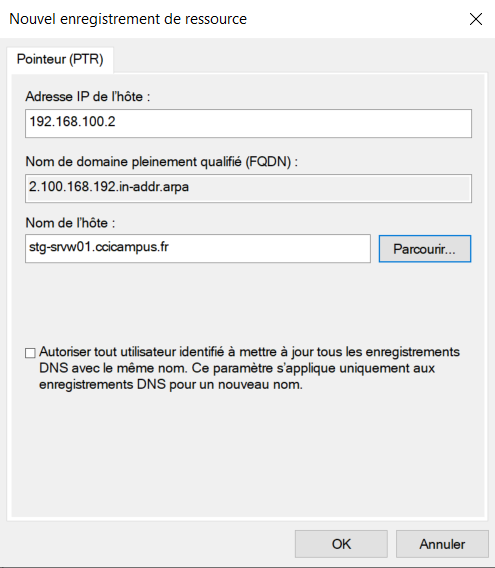 Nouvel enregistrement de ressource
Pointeur (PTR)
Adresse IP de l'hôte :
192.168.100.2
Nom de domaine pleinement qualifié (FQDN) :
2.100.168.192.in-addr.arpa
Nom de l'hôte :
stg-srvw01.ccicampus.fr
Parcourir...
Autoriser tout utilisateur identifié à mettre à jour tous les enregistrements
DNS avec le même nom. Ce paramètre s'applique uniquement aux
enregistrements DNS pour un nouveau nom.
OK
Annuler